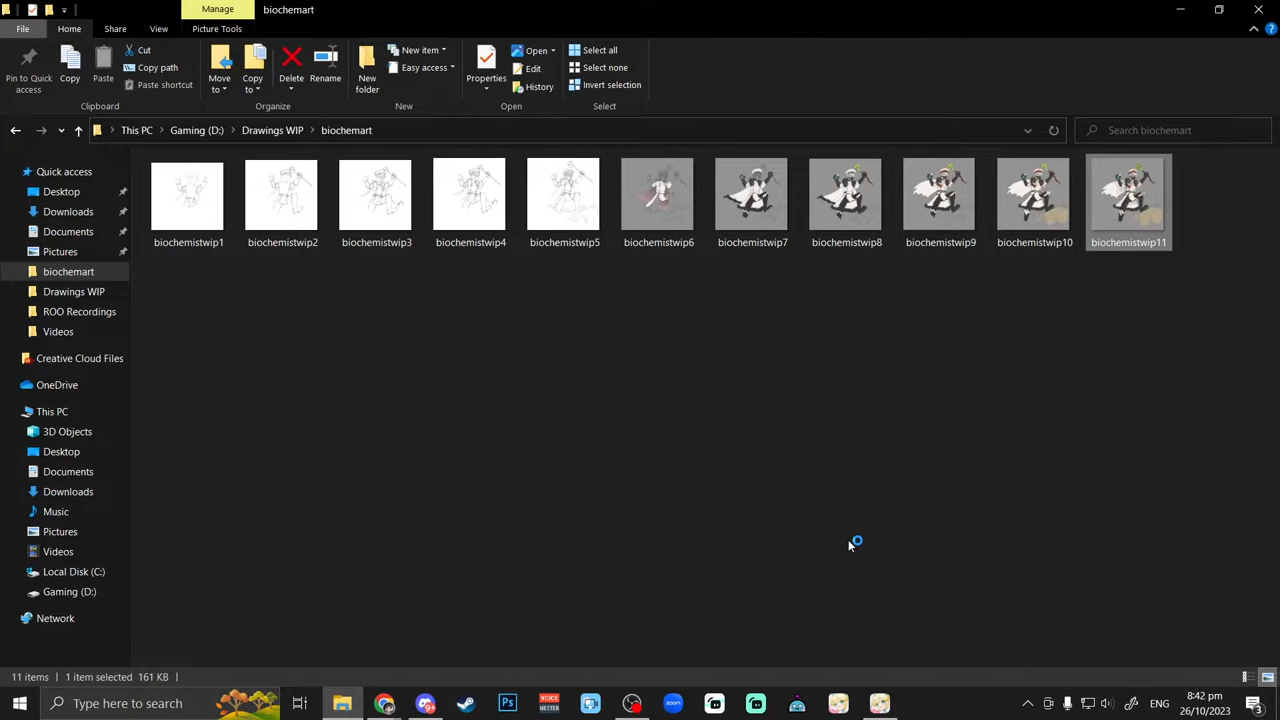 Manage
biochemart
File
Home
Share
View
Picture Tools
Pin to Quick access
Copy
Paste
Cut
Copy path
Paste shortcut
Clipboard
Move to
Copy to
Delete
Rename
Organize
New folder
New item
Easy access
New
Properties
Open
Edit
History
Open
Select all
Select none
Invert selection
Select
This PC
Gaming (D:)
Drawings WIP
biochemart
Search biochemart
Quick access
Desktop
Downloads
Documents
Pictures
biochemart
Drawings WIP
ROO Recordings
Videos
Creative Cloud Files
OneDrive
This PC
3D Objects
Desktop
Documents
Downloads
Music
Pictures
Videos
Local Disk (C:)
Gaming (D:)
Network
biochemistwip1
biochemistwip2
biochemistwip3
biochemistwip4
biochemistwip5
biochemistwip6
biochemistwip7
biochemistwip8
biochemistwip9
biochemistwip10
biochemistwip11
11 items
1 item selected 161 KB
Type here to search
Ps
VOICE MEETER
zoom
ENG
8:42 pm
26/10/2023
3